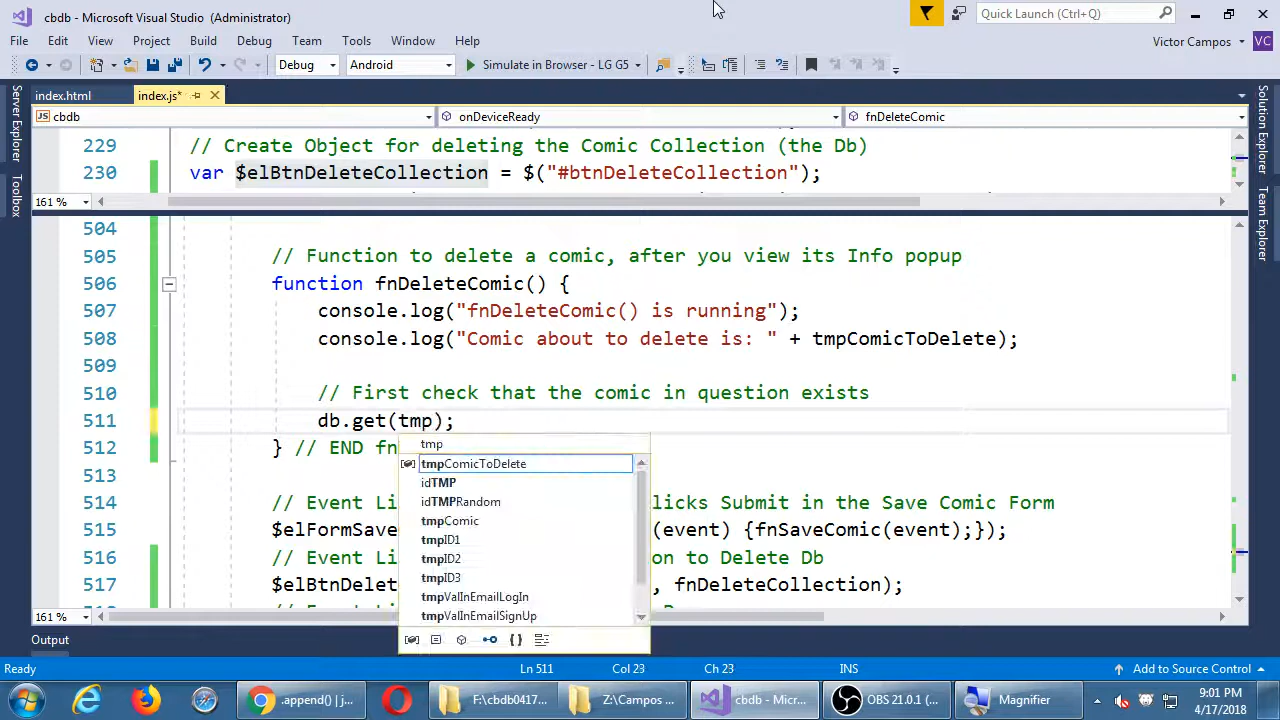 cbdb - Microsoft Visual Studio (Administrator)
Quick Launch (Ctrl+Q)
File Edit View Project Build Debug Team Tools Window Help
Victor Campos VC
Debug Android Simulate in Browser - LG G5
index.html index.js*
JS cbdb onDeviceReady fnDeleteComic
Server Explorer
Toolbox
Solution Explorer
Team Explorer
229 // Create Object for deleting the Comic Collection (the Db)
230 var $elBtnDeleteCollection = $("#btnDeleteCollection");
161 %
504
505 // Function to delete a comic, after you view its Info popup
506 function fnDeleteComic() {
507 console.log("fnDeleteComic() is running");
508 console.log("Comic about to delete is: " + tmpComicToDelete);
509
510 // First check that the comic in question exists
511 db.get(tmp);
512 } // END fn
513
514 // Event Li licks Submit in the Save Comic Form
515 $elFormSave (event) {fnSaveComic(event);});
516 // Event Li on to Delete Db
517 $elBtnDelet , fnDeleteCollection);
tmp
tmpComicToDelete
idTMP
idTMPRandom
tmpComic
tmpID1
tmpID2
tmpID3
tmpValInEmailLogIn
tmpValInEmailSignUp
161 %
Output
Ready Ln 511 Col 23 Ch 23 INS Add to Source Control
.append() | j... F:\cbdb0417... Z:\Campos ... cbdb - Micr... OBS 21.0.1 (... Magnifier
9:01 PM
4/17/2018